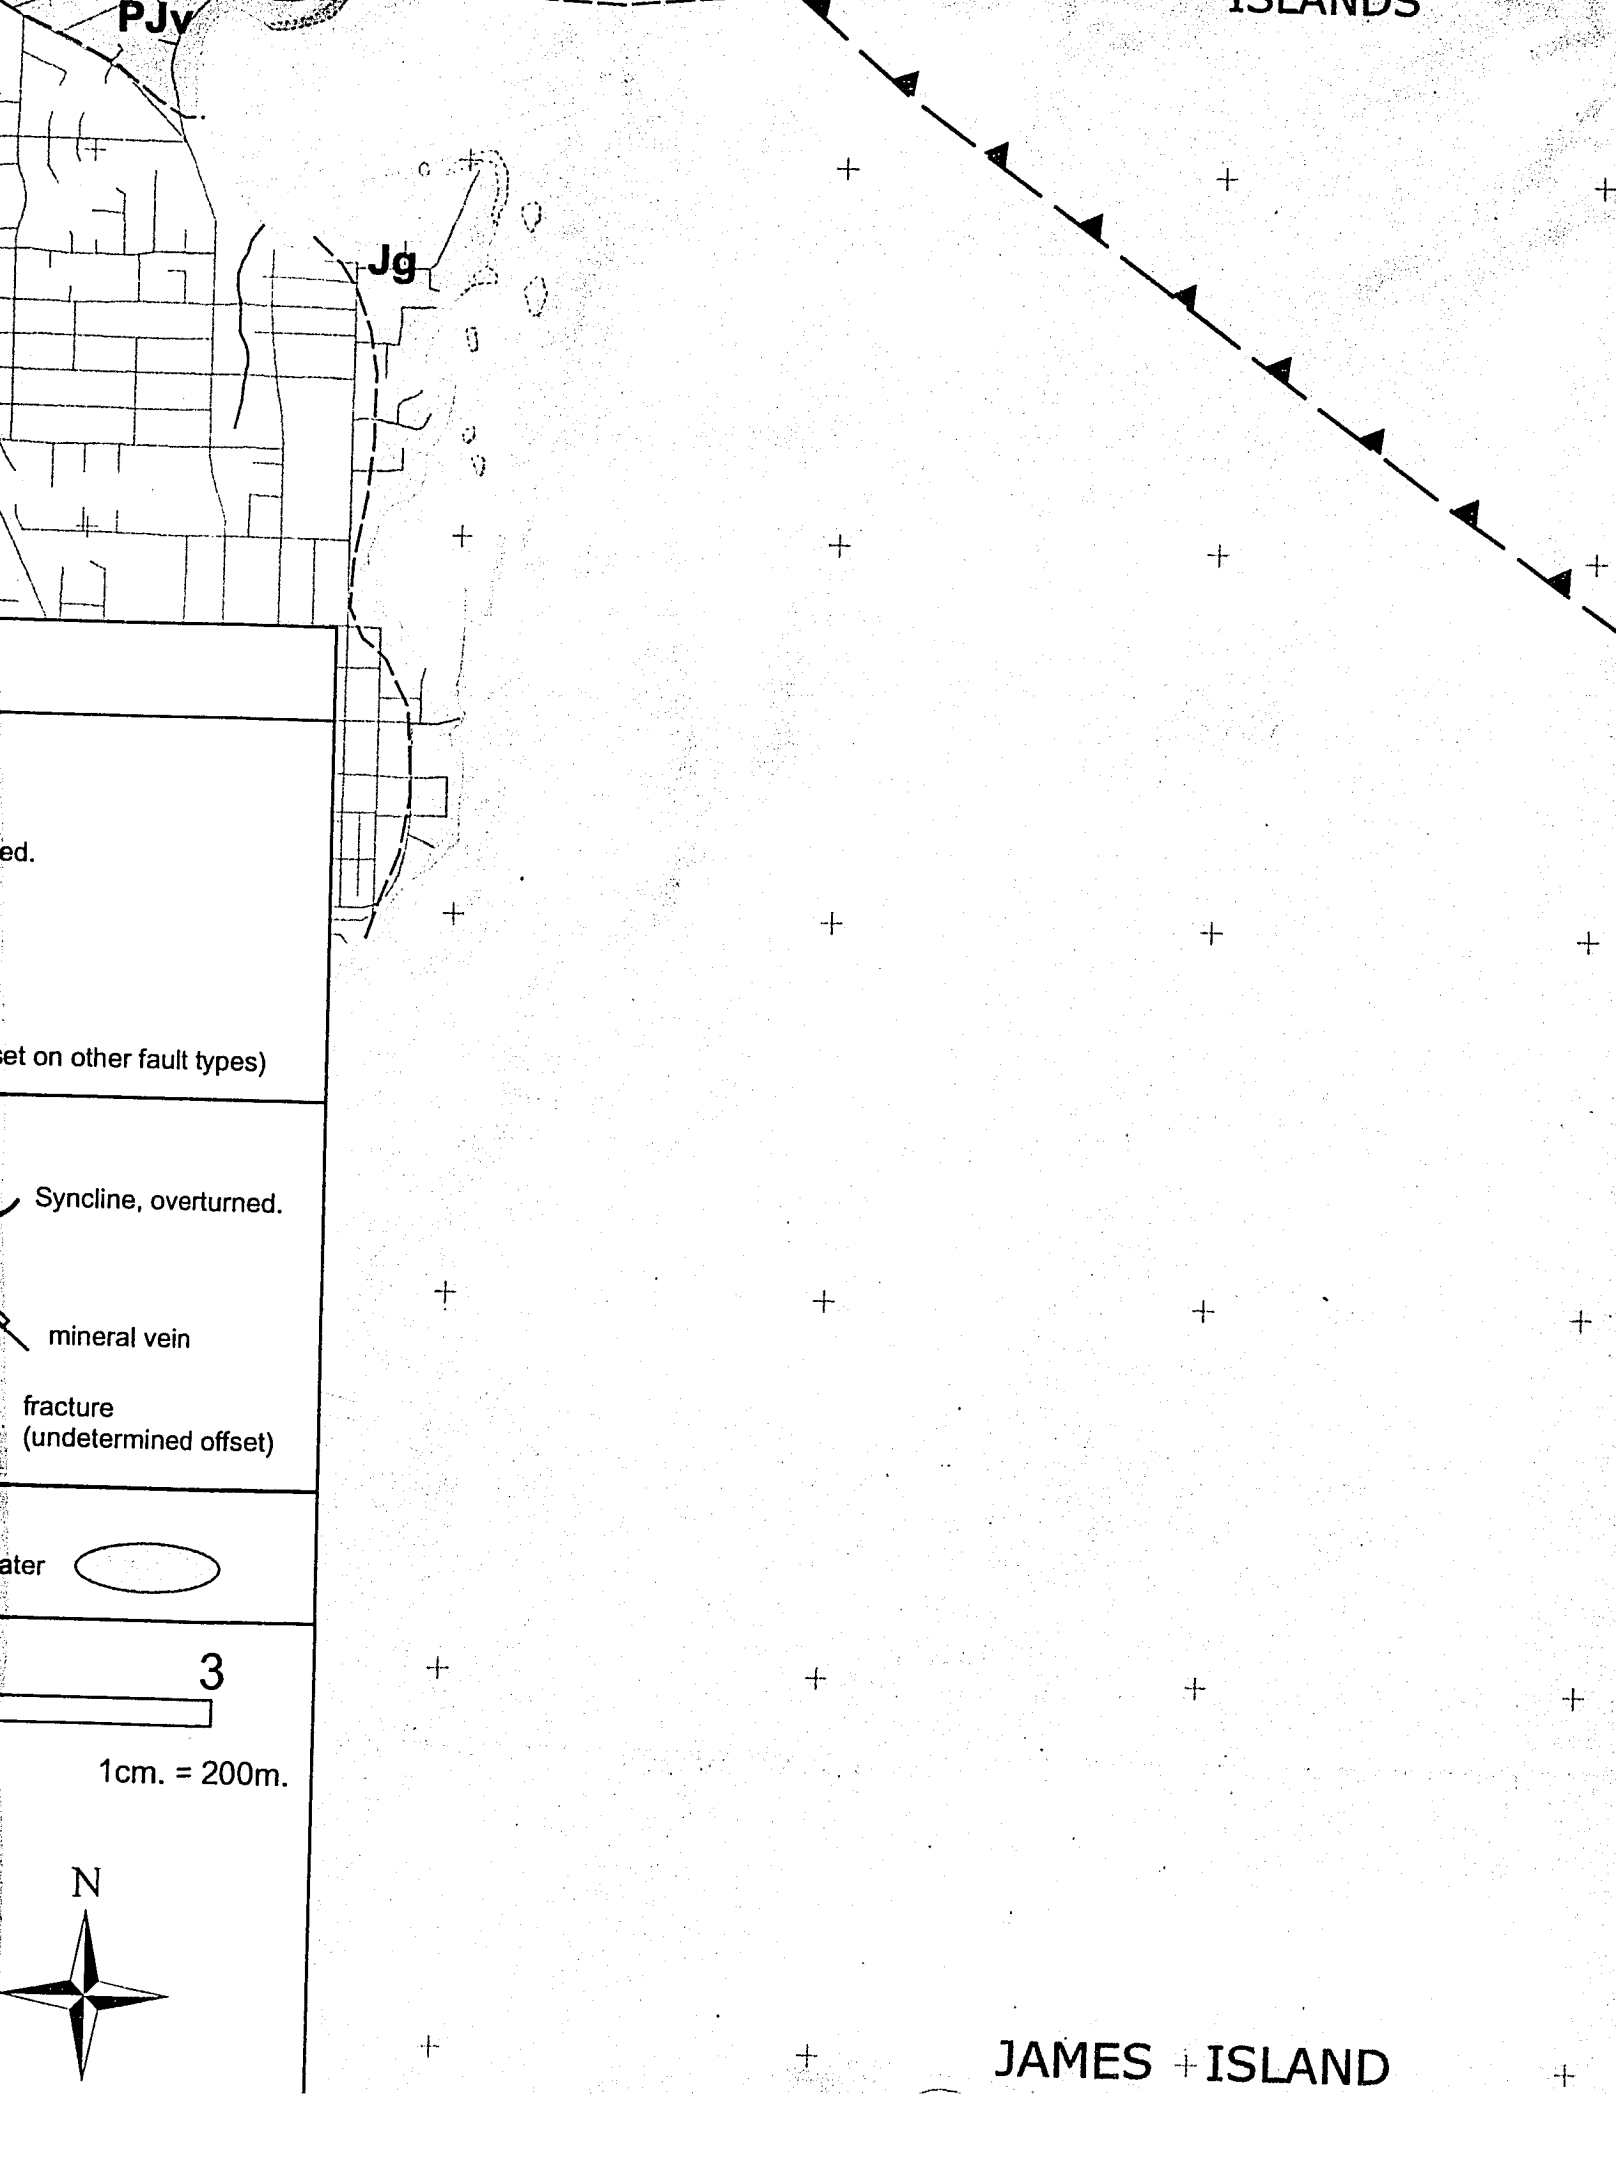 ISLANDS
PJv
Jg
ed.
set on other fault types)
Syncline, overturned.
mineral vein
fracture
(undetermined offset)
ater
3
1cm. = 200m.
N
JAMES ISLAND